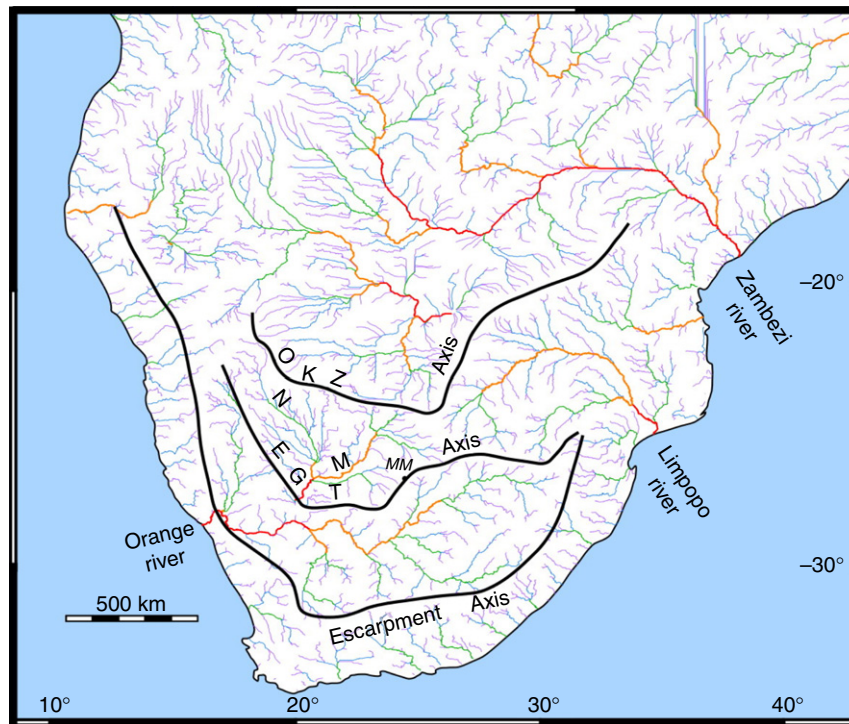 –20°
Zambezi
river
O K Z Axis
N
E G T Axis
M
MM
Limpopo
river
Orange
river
–30°
500 km
Escarpment Axis
10° 20° 30° 40°